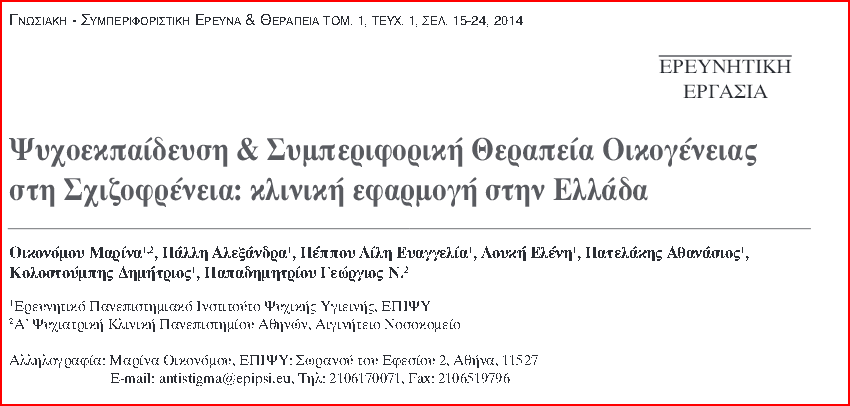 Γνωσιακη - Συμπεριφοριστικη Ερευνα & Θεραπεια τομ. 1, τευχ. 1, σελ. 15-24, 2014
ΕΡΕΥΝΗΤΙΚΗ
ΕΡΓΑΣΙΑ
Ψυχοεκπαίδευση & Συμπεριφορική Θεραπεία Οικογένειας
στη Σχιζοφρένεια: κλινική εφαρμογή στην Ελλάδα
Οικονόμου Μαρίνα¹,², Πάλλη Αλεξάνδρα¹, Πέππου Λίλη Ευαγγελία¹, Λουκή Ελένη¹, Πατελάκης Αθανάσιος¹,
Κολοστούμπης Δημήτριος¹, Παπαδημητρίου Γεώργιος Ν.²
¹Ερευνητικό Πανεπιστημιακό Ινστιτούτο Ψυχικής Υγιεινής, ΕΠΙΨΥ
²Α' Ψυχιατρική Κλινική Πανεπιστημίου Αθηνών, Αιγινήτειο Νοσοκομείο
Αλληλογραφία: Μαρίνα Οικονόμου, ΕΠΙΨΥ: Σωρανού του Εφεσίου 2, Αθήνα, 11527
E-mail: antistigma@epipsi.eu, Τηλ: 2106170071, Fax: 2106519796